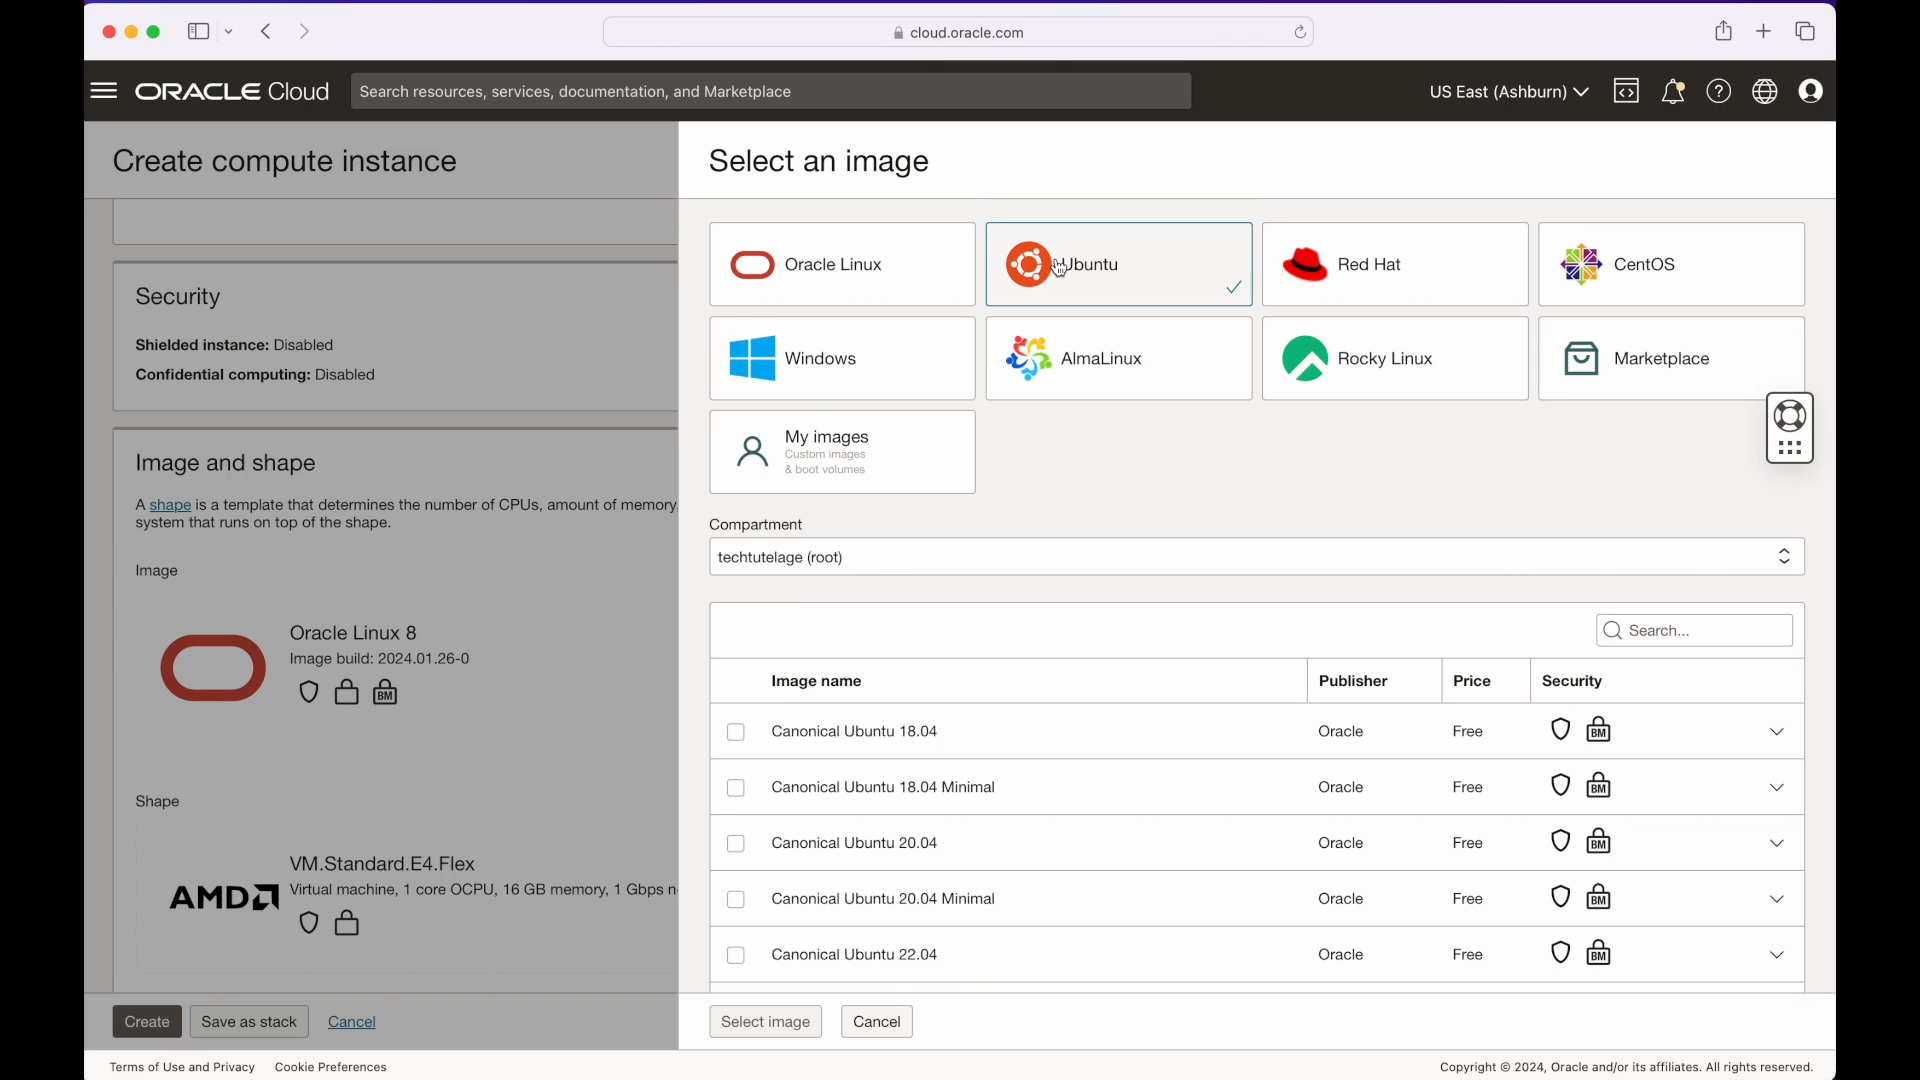 cloud.oracle.com
ORACLE Cloud
Search resources, services, documentation, and Marketplace
US East (Ashburn)
Create compute instance
Security
Shielded instance: Disabled
Confidential computing: Disabled
Image and shape
A shape is a template that determines the number of CPUs, amount of memory,
system that runs on top of the shape.
Image
Oracle Linux 8
Image build: 2024.01.26-0
BM
Shape
AMD
VM.Standard.E4.Flex
Virtual machine, 1 core OCPU, 16 GB memory, 1 Gbps n
Create
Save as stack
Cancel
Select an image
Oracle Linux
Ubuntu
Red Hat
CentOS
Windows
AlmaLinux
Rocky Linux
Marketplace
My images
Custom images
& boot volumes
Compartment
techtutelage (root)
Search...
Image name Publisher Price Security
Canonical Ubuntu 18.04 Oracle Free BM
Canonical Ubuntu 18.04 Minimal Oracle Free BM
Canonical Ubuntu 20.04 Oracle Free BM
Canonical Ubuntu 20.04 Minimal Oracle Free BM
Canonical Ubuntu 22.04 Oracle Free BM
Select image
Cancel
Terms of Use and Privacy
Cookie Preferences
Copyright © 2024, Oracle and/or its affiliates. All rights reserved.